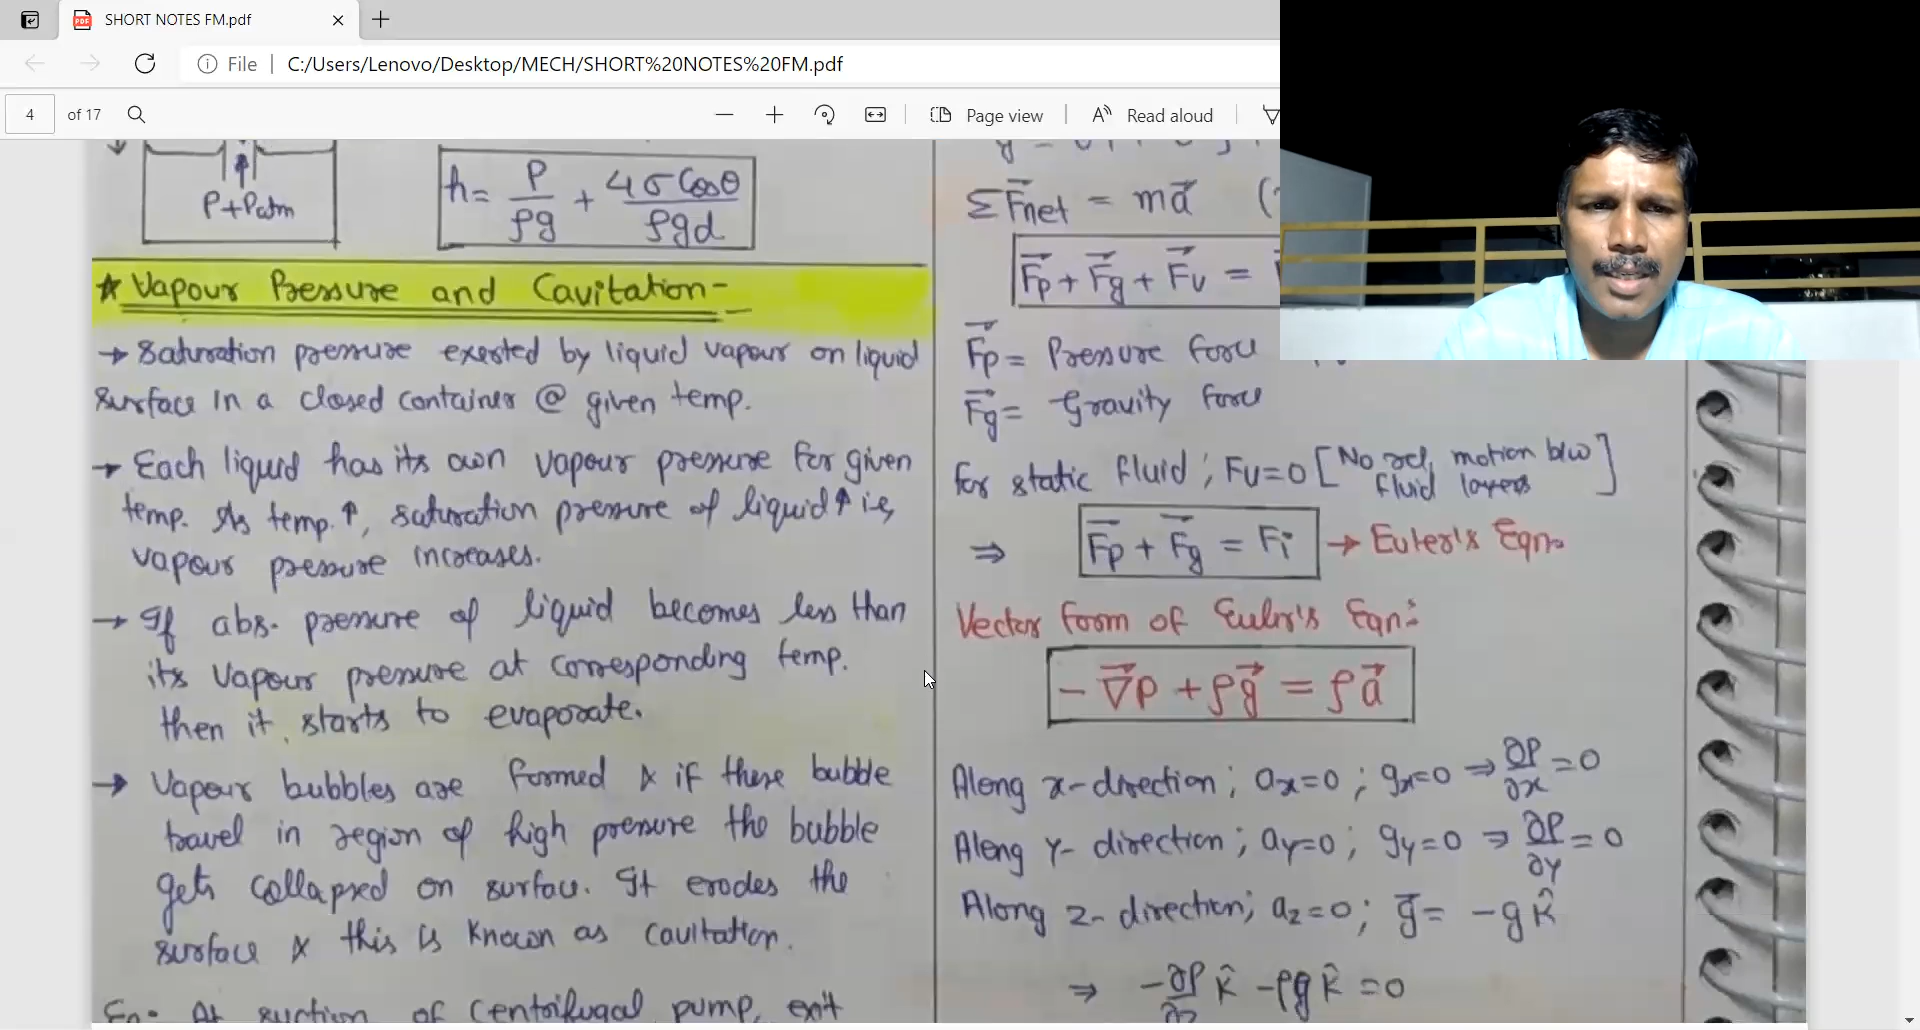 SHORT NOTES FM.pdf
File
C:/Users/Lenovo/Desktop/MECH/SHORT%20NOTES%20FM.pdf
4 of 17
Page view
Read aloud
P+Patm
h= P/ρg + 4σCosθ/ρgd
★ Vapour Pressure and Cavitation-
→ Saturation pressure exerted by liquid vapour on liquid
surface in a closed container @ given temp.
→ Each liquid has its own vapour pressure for given
temp. As temp.↑, saturation pressure of liquid↑ i.e,
vapour pressure increases.
→ If abs. pressure of liquid becomes less than
its vapour pressure at corresponding temp.
then it starts to evaporate.
→ Vapour bubbles are formed & if these bubble
travel in region of high pressure the bubble
gets collapsed on surface. It erodes the
surface & this is known as cavitation.
Eg:- At suction of centrifugal pump, exit
ΣF⃗net = ma⃗
F⃗p + F⃗g + F⃗v =
F⃗p = Pressure force
F⃗g = Gravity force
for static fluid ; Fv=0 [No rel. motion b/w
fluid layers]
⇒ F⃗p + F⃗g = Fi → Euler's Eqn.
Vector form of Euler's Eqn:
-∇⃗P + ρg⃗ = ρa⃗
Along x-direction ; ax=0 ; gx=0 ⇒ ∂P/∂x =0
Along Y-direction ; ay=0 ; gy=0 ⇒ ∂P/∂y =0
Along z-direction; az=0 ; g⃗= -gk̂
⇒ -∂P/∂z k̂ -ρg k̂ =0